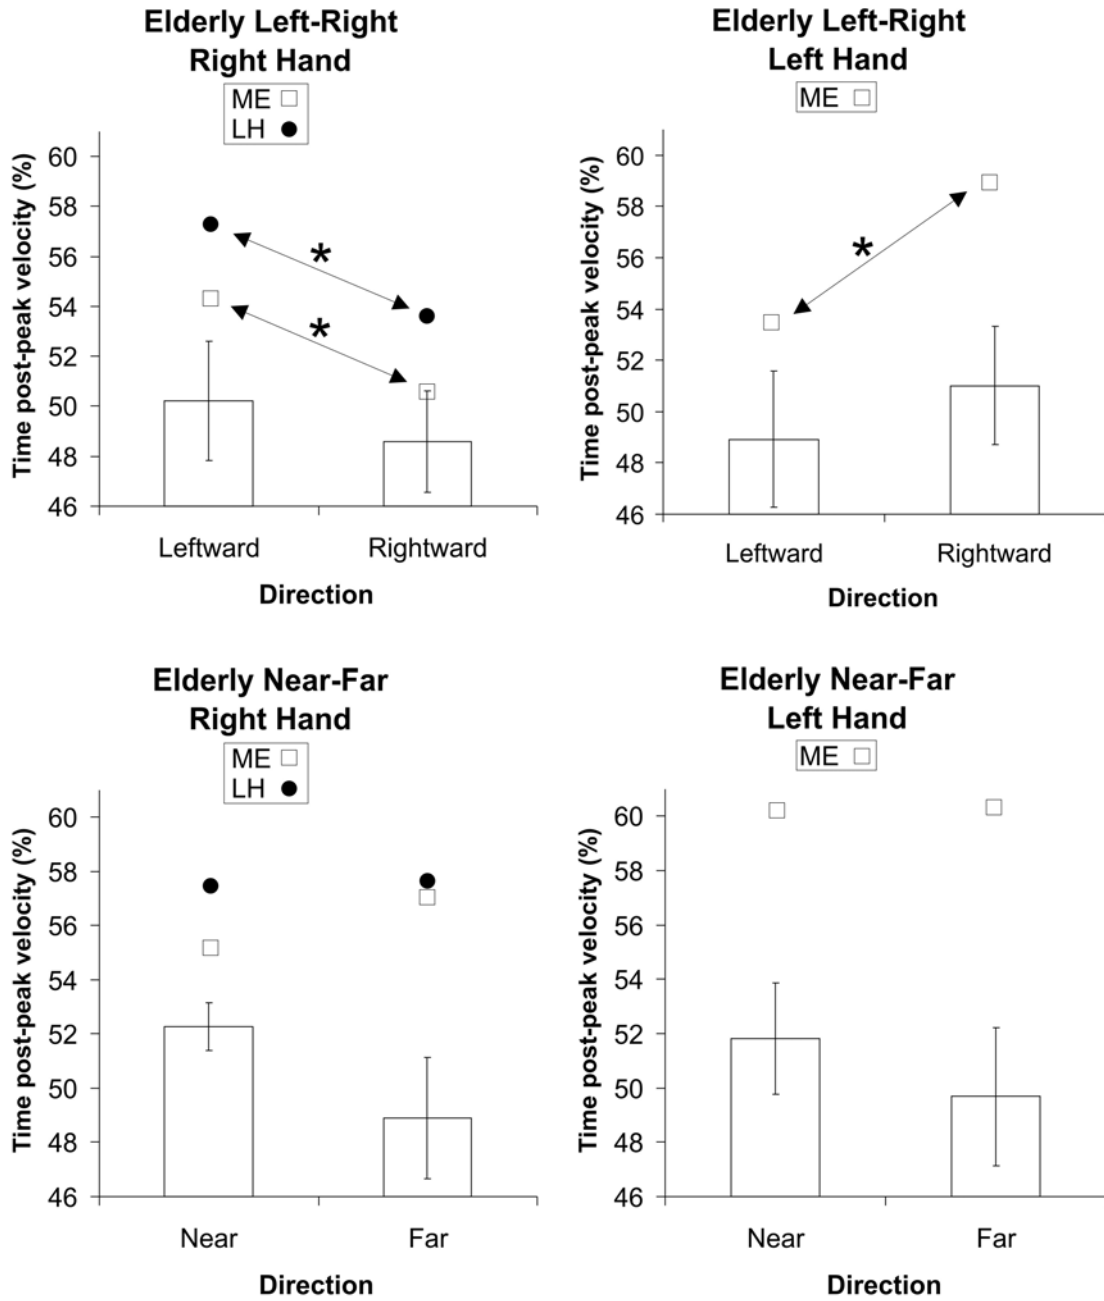 Elderly Left-Right
Right Hand
ME
LH
Time post-peak velocity (%)
60
58
56
54
52
50
48
46
*
*
Leftward
Rightward
Direction
Elderly Left-Right
Left Hand
ME
Time post-peak velocity (%)
60
58
56
54
52
50
48
46
*
Leftward
Rightward
Direction
Elderly Near-Far
Right Hand
ME
LH
Time post-peak velocity (%)
60
58
56
54
52
50
48
46
Near
Far
Direction
Elderly Near-Far
Left Hand
ME
Time post-peak velocity (%)
60
58
56
54
52
50
48
46
Near
Far
Direction